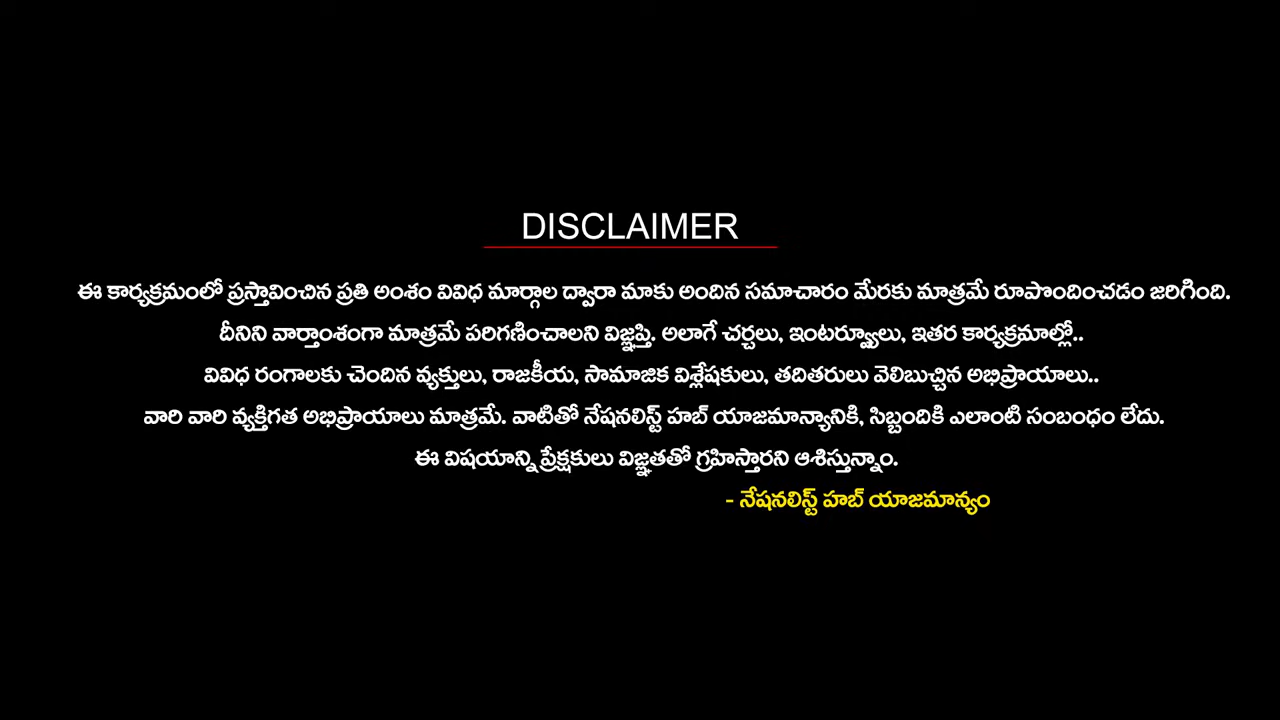 DISCLAIMER
ఈ కార్యక్రమంలో ప్రస్తావించిన ప్రతి అంశం వివిధ మార్గాల ద్వారా మాకు అందిన సమాచారం మేరకు మాత్రమే రూపొందించడం జరిగింది.
దీనిని వార్తాంశంగా మాత్రమే పరిగణించాలని విజ్ఞప్తి. అలాగే చర్చలు, ఇంటర్వ్యూలు, ఇతర కార్యక్రమాల్లో..
వివిధ రంగాలకు చెందిన వ్యక్తులు, రాజకీయ, సామాజిక విశ్లేషకులు, తదితరులు వెలిబుచ్చిన అభిప్రాయాలు..
వారి వారి వ్యక్తిగత అభిప్రాయాలు మాత్రమే. వాటితో నేషనలిస్ట్ హబ్ యాజమాన్యానికి, సిబ్బందికి ఎలాంటి సంబంధం లేదు.
ఈ విషయాన్ని ప్రేక్షకులు విజ్ఞతతో గ్రహిస్తారని ఆశిస్తున్నాం.
- నేషనలిస్ట్ హబ్ యాజమాన్యం